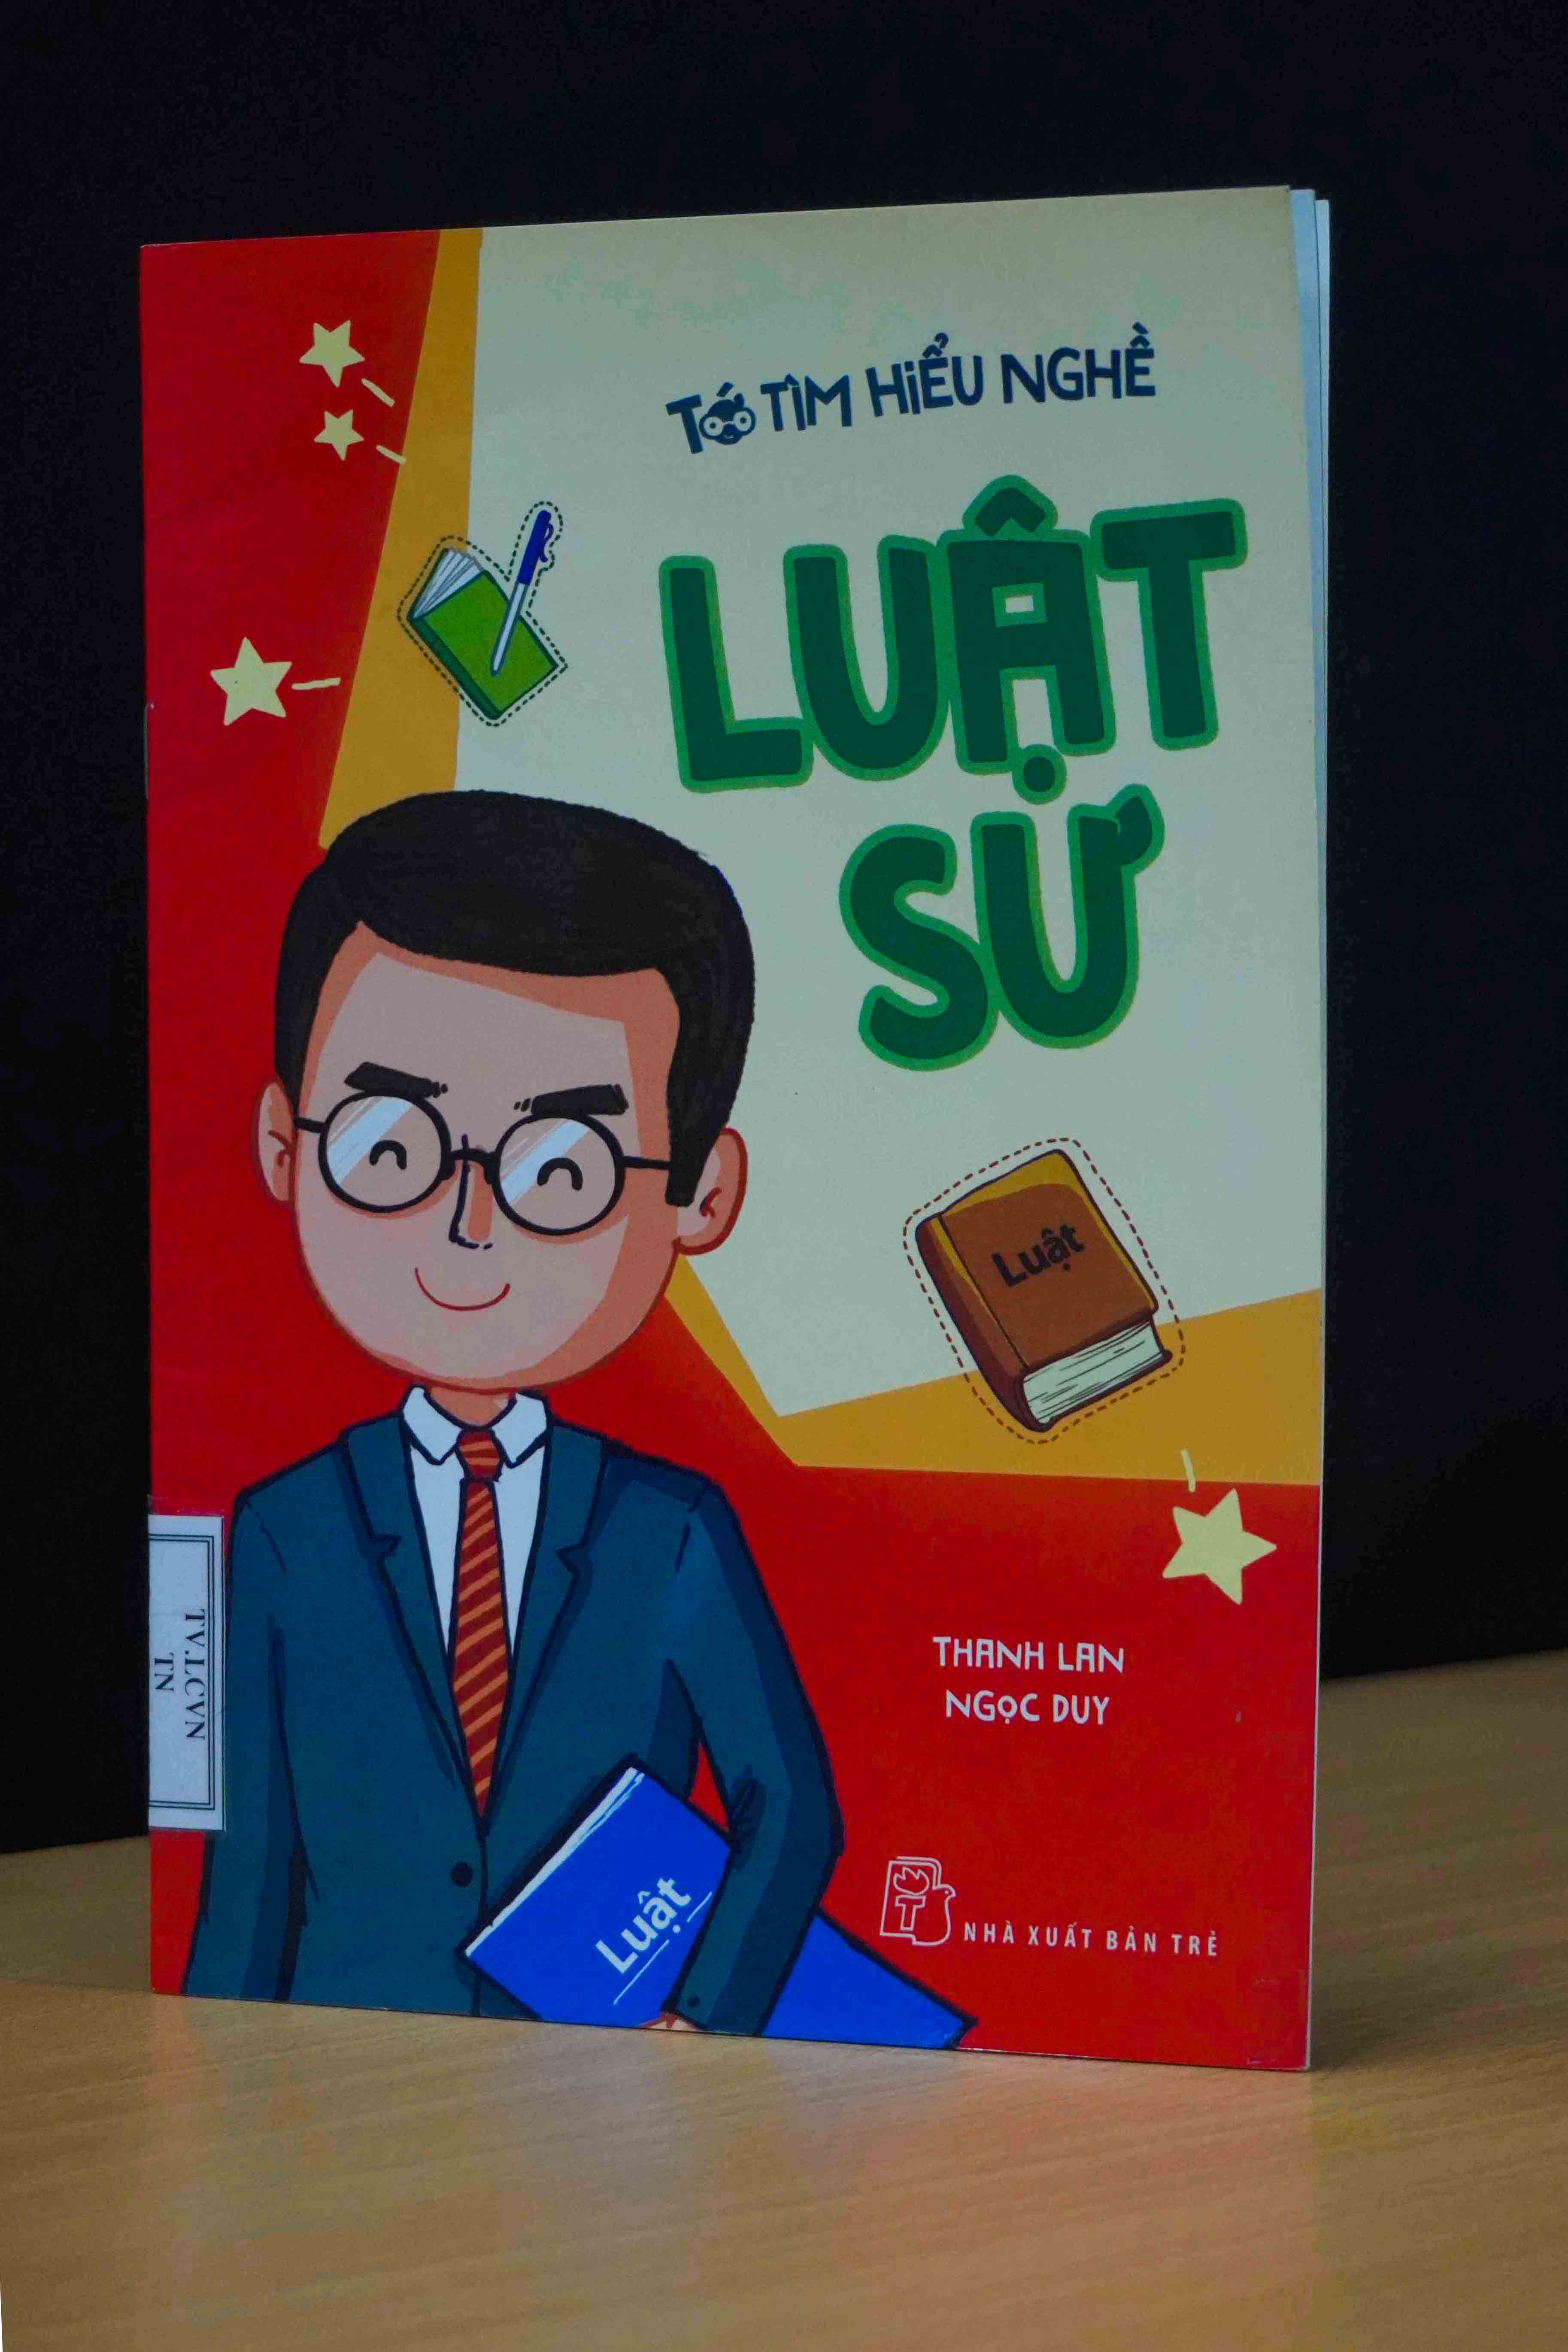 TỚ TÌM HiỂU NGHỀ
LUẬT
SƯ
Luật
THANH LAN
NGỌC DUY
TV.LCVN
TN
Luật
T
NHÀ XUẤT BẢN TRẺ